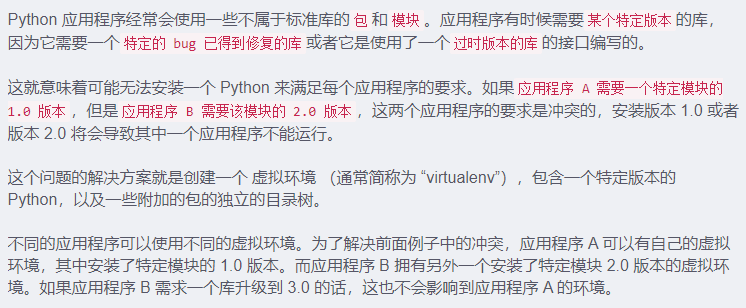 Python 应用程序经常会使用一些不属于标准库的 包 和 模块 。应用程序有时候需要 某个特定版本 的库，
因为它需要一个 特定的 bug 已得到修复的库 或者它是使用了一个 过时版本的库 的接口编写的。
这就意味着可能无法安装一个 Python 来满足每个应用程序的要求。如果 应用程序 A 需要一个特定模块的
1.0 版本 ，但是 应用程序 B 需要该模块的 2.0 版本 ，这两个应用程序的要求是冲突的，安装版本 1.0 或者
版本 2.0 将会导致其中一个应用程序不能运行。
这个问题的解决方案就是创建一个 虚拟环境 （通常简称为 “virtualenv”），包含一个特定版本的
Python，以及一些附加的包的独立的目录树。
不同的应用程序可以使用不同的虚拟环境。为了解决前面例子中的冲突，应用程序 A 可以有自己的虚拟
环境，其中安装了特定模块的 1.0 版本。而应用程序 B 拥有另外一个安装了特定模块 2.0 版本的虚拟环
境。如果应用程序 B 需求一个库升级到 3.0 的话，这也不会影响到应用程序 A 的环境。